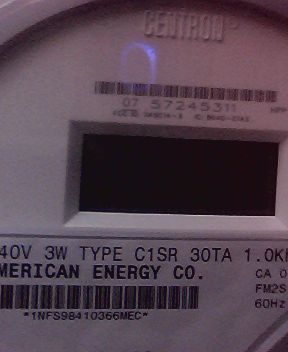 CENTRON®
07 57245311
40V 3W TYPE C1SR 30TA 1.0K
MERICAN ENERGY CO.
CA 0
FM2S
60Hz
*1NFS98410366MEC*